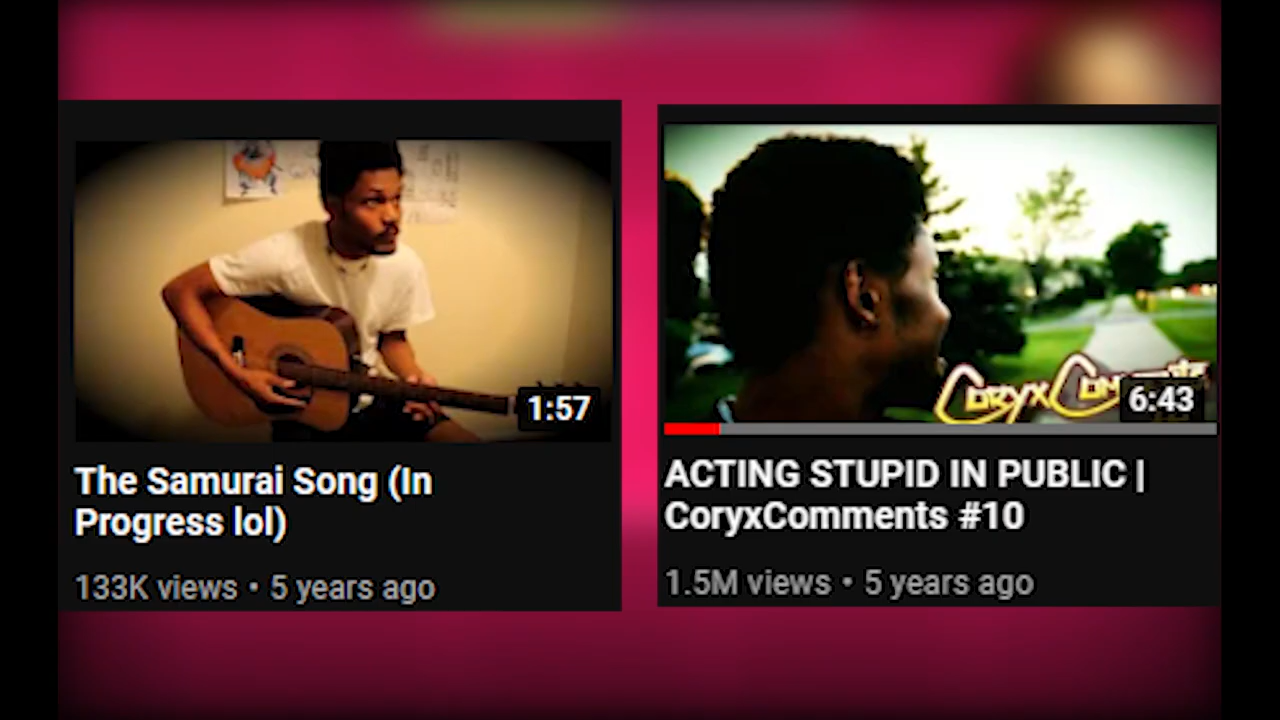 1:57
The Samurai Song (In
Progress lol)
133K views • 5 years ago
CoryxCom
6:43
ACTING STUPID IN PUBLIC |
CoryxComments #10
1.5M views • 5 years ago